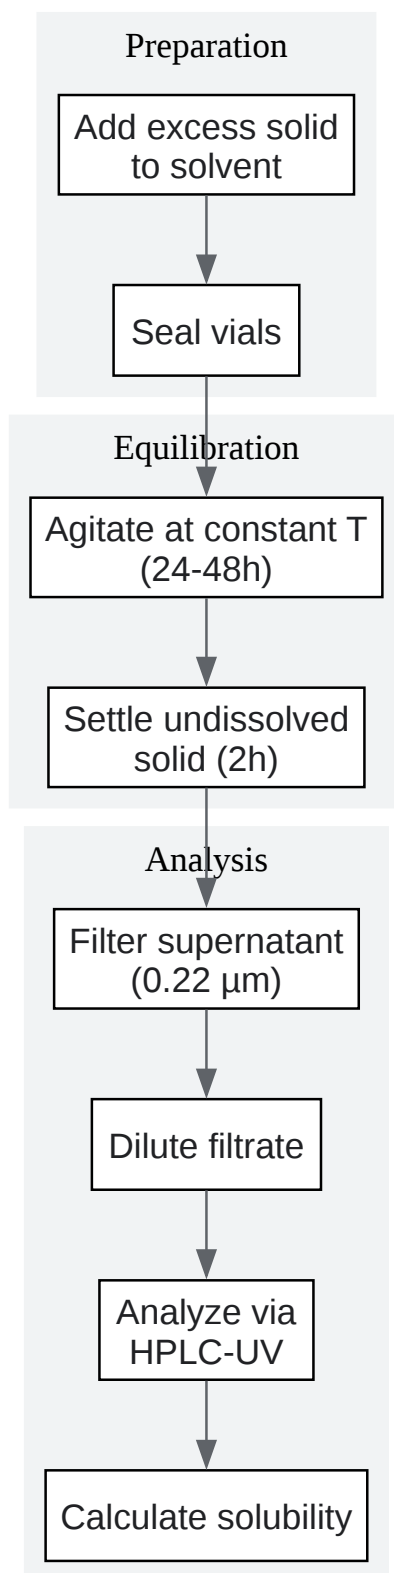 Preparation
Add excess solid
to solvent
Seal vials
Equilibration
Agitate at constant T
(24-48h)
Settle undissolved
solid (2h)
Analysis
Filter supernatant
(0.22 µm)
Dilute filtrate
Analyze via
HPLC-UV
Calculate solubility